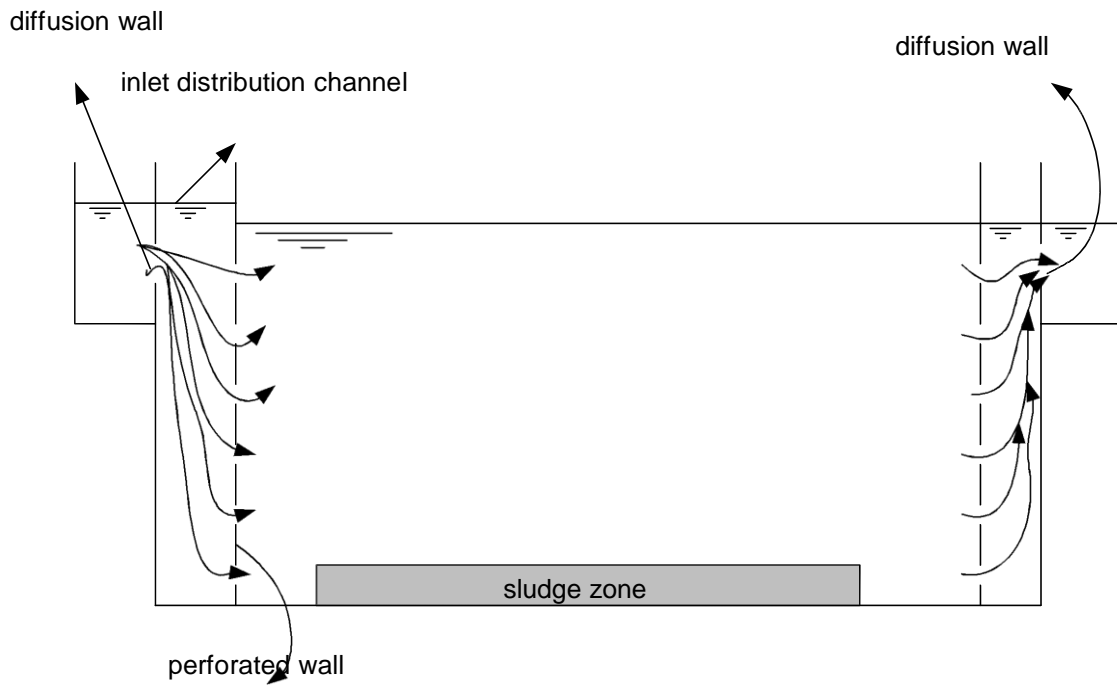 diffusion wall
diffusion wall
inlet distribution channel
sludge zone
perforated wall